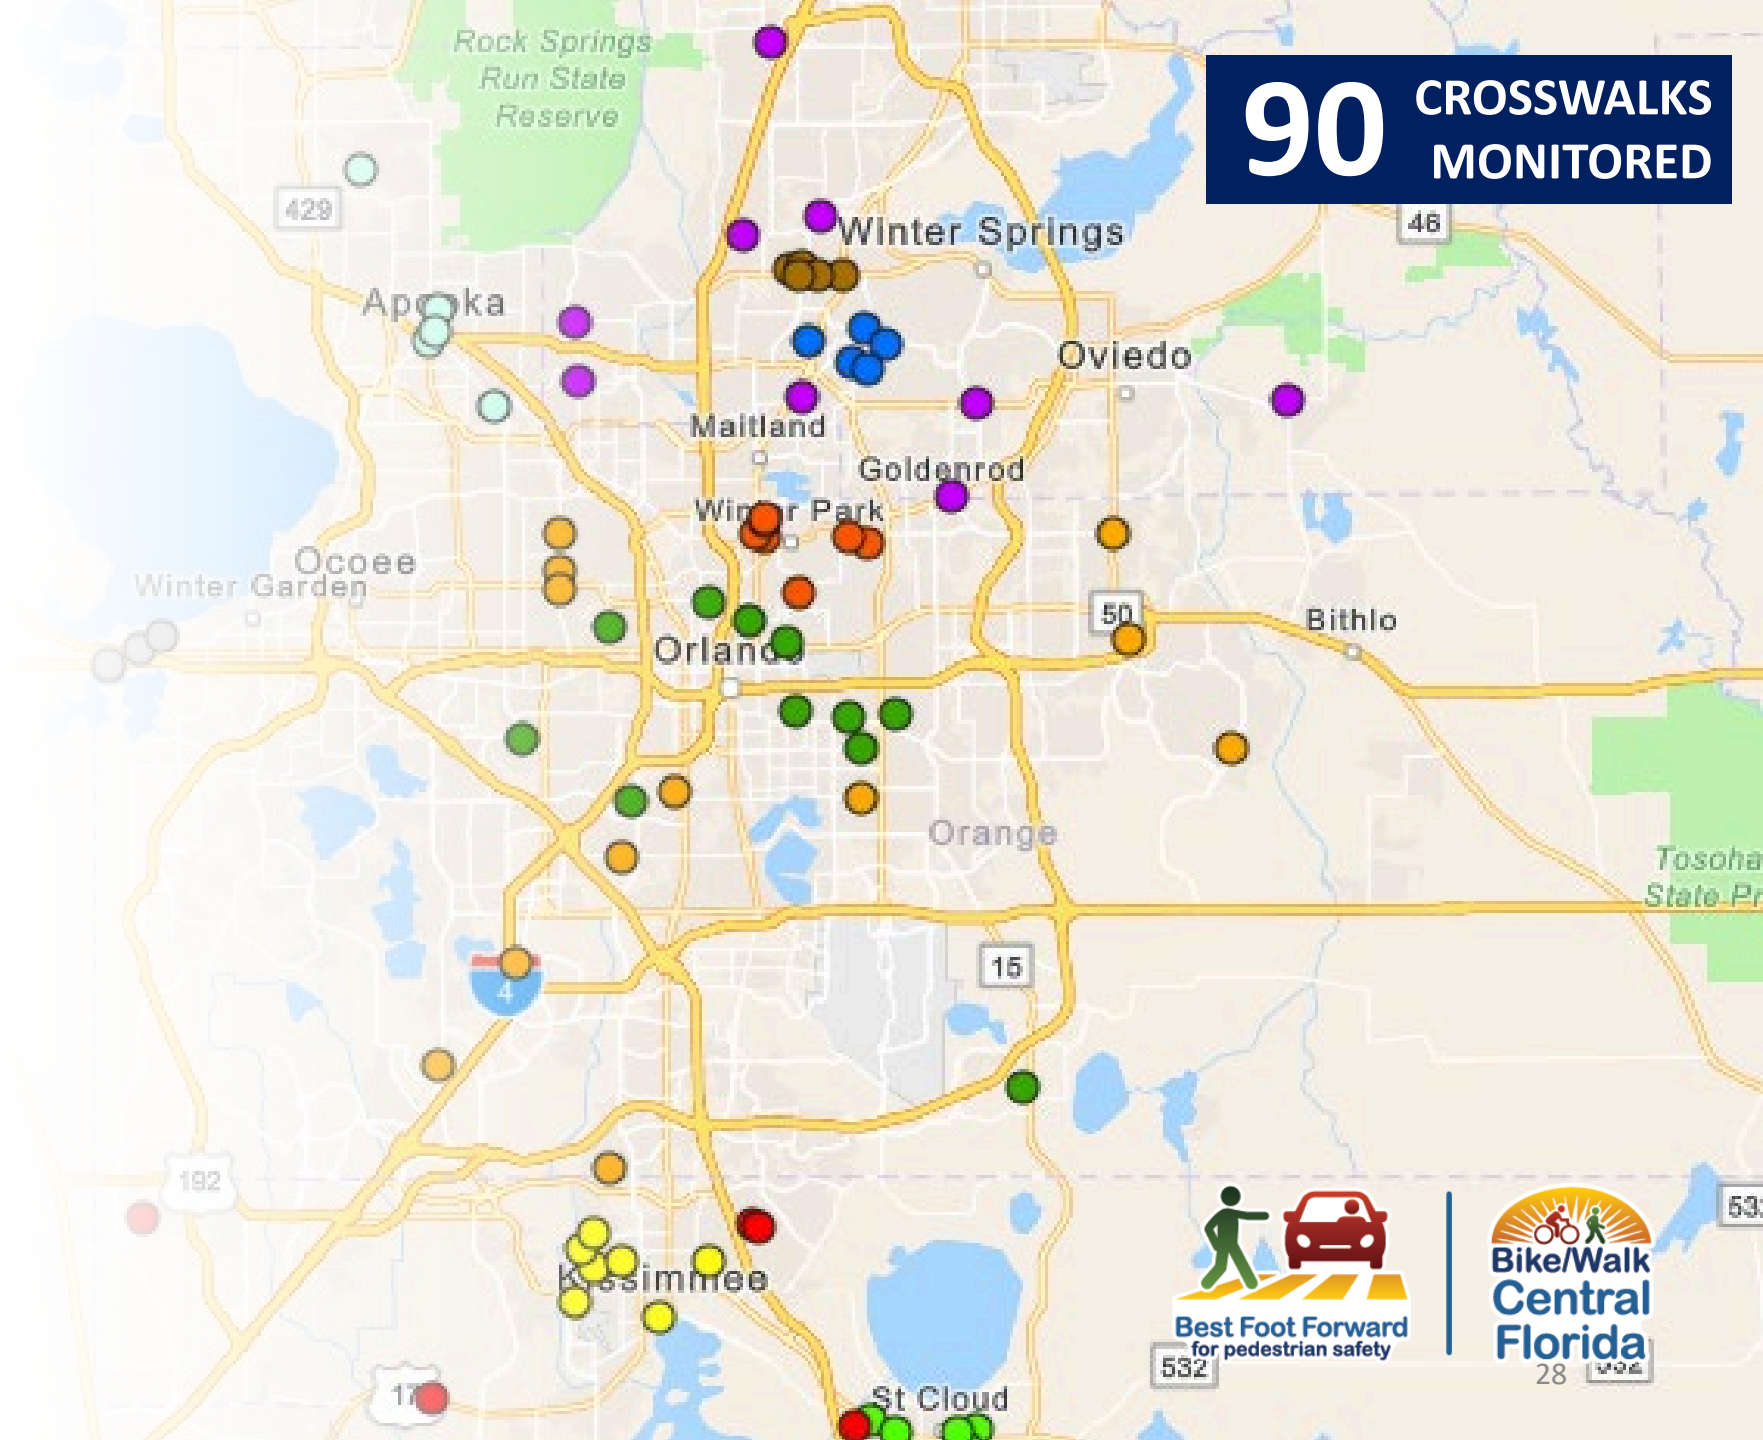 Rock Springs
Run State
Reserve
90 CROSSWALKS
MONITORED
429
46
Winter Springs
Oviedo
Maitland
Goldenrod
Ocoee
Winter Garden
50
Bithlo
Orange
Tosoha
State Pr
15
4
192
Best Foot Forward
for pedestrian safety
Bike/Walk
Central
Florida
532
28
St Cloud